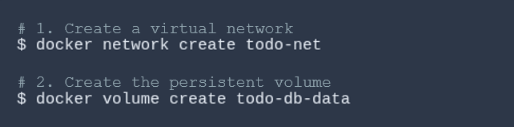 # 1. Create a virtual network
$ docker network create todo-net
# 2. Create the persistent volume
$ docker volume create todo-db-data